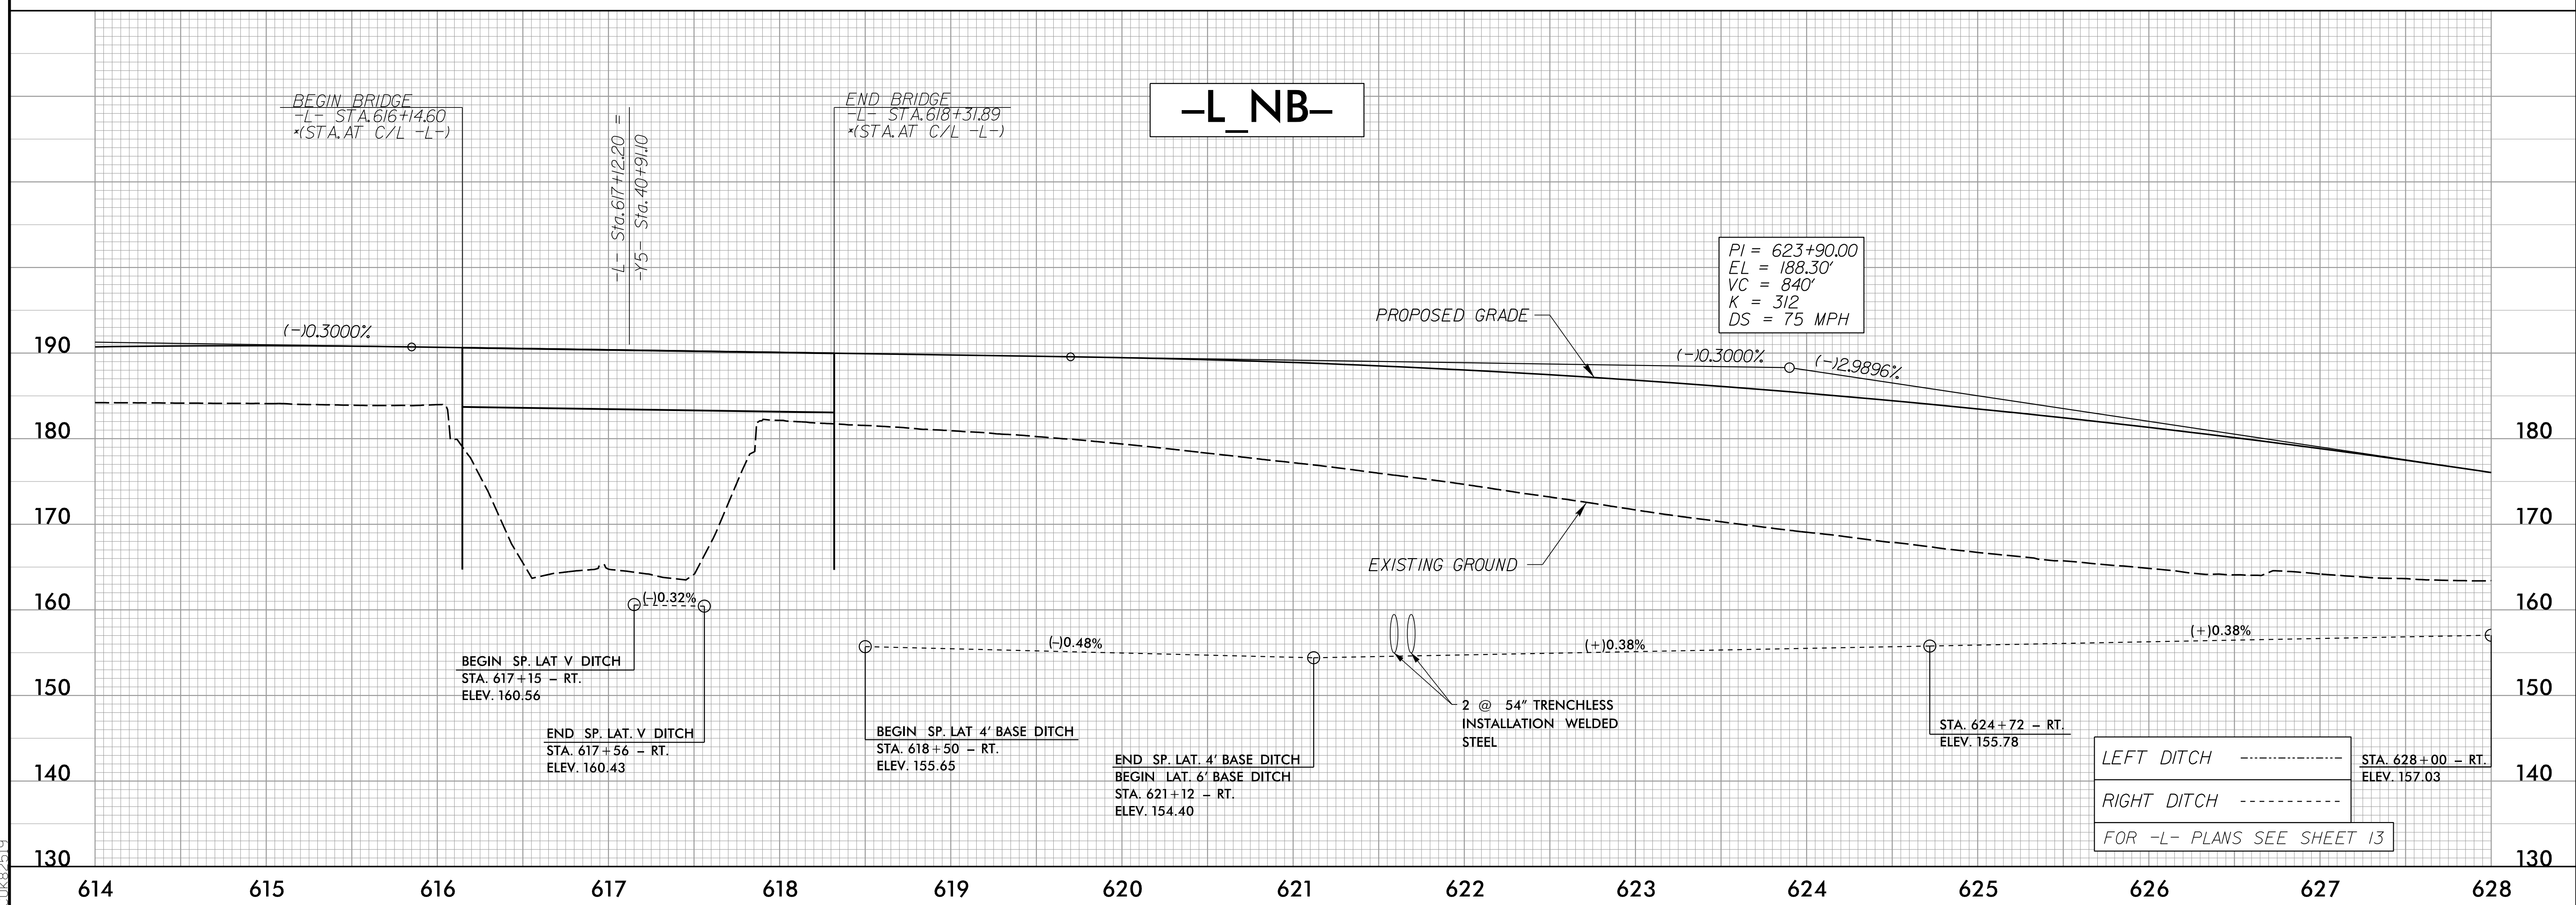 –L_NB–
BEGIN BRIDGE
-L- STA.616+14.60
*(STA.AT C/L -L-)
-L- Sta.617+12.20 =
-Y5- Sta.40+91.10
END BRIDGE
-L- STA.618+31.89
*(STA.AT C/L -L-)
PI = 623+90.00
EL = 188.30'
VC = 840'
K = 312
DS = 75 MPH
PROPOSED GRADE
(-)0.3000%
(-)0.3000%
(-)2.9896%
EXISTING GROUND
190
180
170
160
150
140
130
180
170
160
150
140
130
(–)0.32%
(–)0.48%
(+)0.38%
(+)0.38%
BEGIN SP. LAT V DITCH
STA. 617+15 – RT.
ELEV. 160.56
END SP. LAT. V DITCH
STA. 617+56 – RT.
ELEV. 160.43
BEGIN SP. LAT 4' BASE DITCH
STA. 618+50 – RT.
ELEV. 155.65
END SP. LAT. 4' BASE DITCH
BEGIN LAT. 6' BASE DITCH
STA. 621+12 – RT.
ELEV. 154.40
2 @ 54" TRENCHLESS
INSTALLATION WELDED
STEEL
STA. 624+72 – RT.
ELEV. 155.78
STA. 628+00 – RT.
ELEV. 157.03
LEFT DITCH
RIGHT DITCH
FOR -L- PLANS SEE SHEET 13
614 615 616 617 618 619 620 621 622 623 624 625 626 627 628